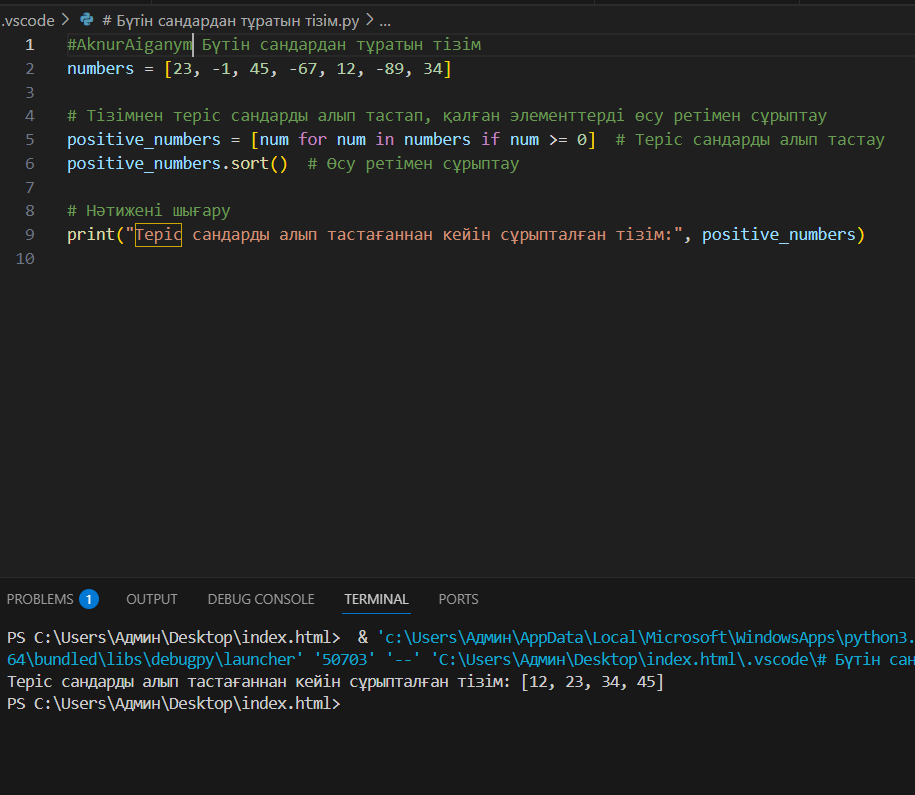 .vscode > # Бүтін сандардан тұратын тізім.py > ...
1 #AknurAiganym Бүтін сандардан тұратын тізім
2 numbers = [23, -1, 45, -67, 12, -89, 34]
3
4 # Тізімнен теріс сандарды алып тастап, қалған элементтерді өсу ретімен сұрыптау
5 positive_numbers = [num for num in numbers if num >= 0]  # Теріс сандарды алып тастау
6 positive_numbers.sort()  # Өсу ретімен сұрыптау
7
8 # Нәтижені шығару
9 print("Теріс сандарды алып тастағаннан кейін сұрыпталған тізім:", positive_numbers)
10
PROBLEMS 1 OUTPUT DEBUG CONSOLE TERMINAL PORTS
PS C:\Users\Админ\Desktop\index.html>  & 'c:\Users\Админ\AppData\Local\Microsoft\WindowsApps\python3.
64\bundled\libs\debugpy\launcher' '50703' '--' 'C:\Users\Админ\Desktop\index.html\.vscode\# Бүтін сан
Теріс сандарды алып тастағаннан кейін сұрыпталған тізім: [12, 23, 34, 45]
PS C:\Users\Админ\Desktop\index.html>